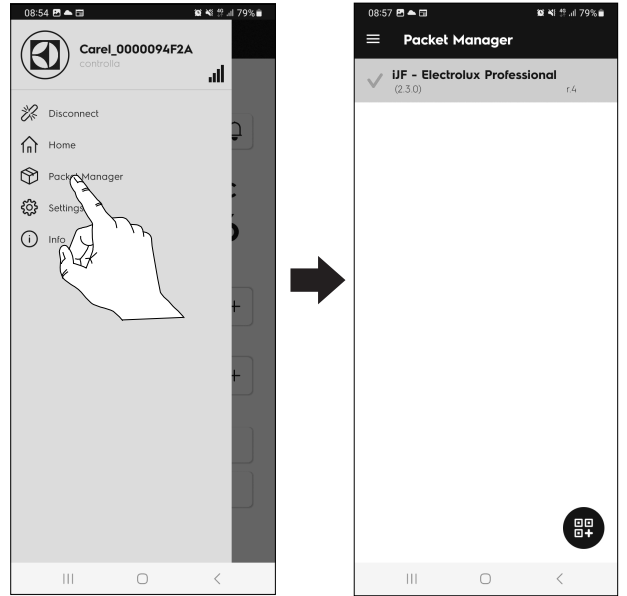 08:54
79%
Carel_0000094F2A
controlla
Disconnect
Home
Packet Manager
Settings
Info
08:57
79%
Packet Manager
iJF - Electrolux Professional
(2.3.0)
r.4